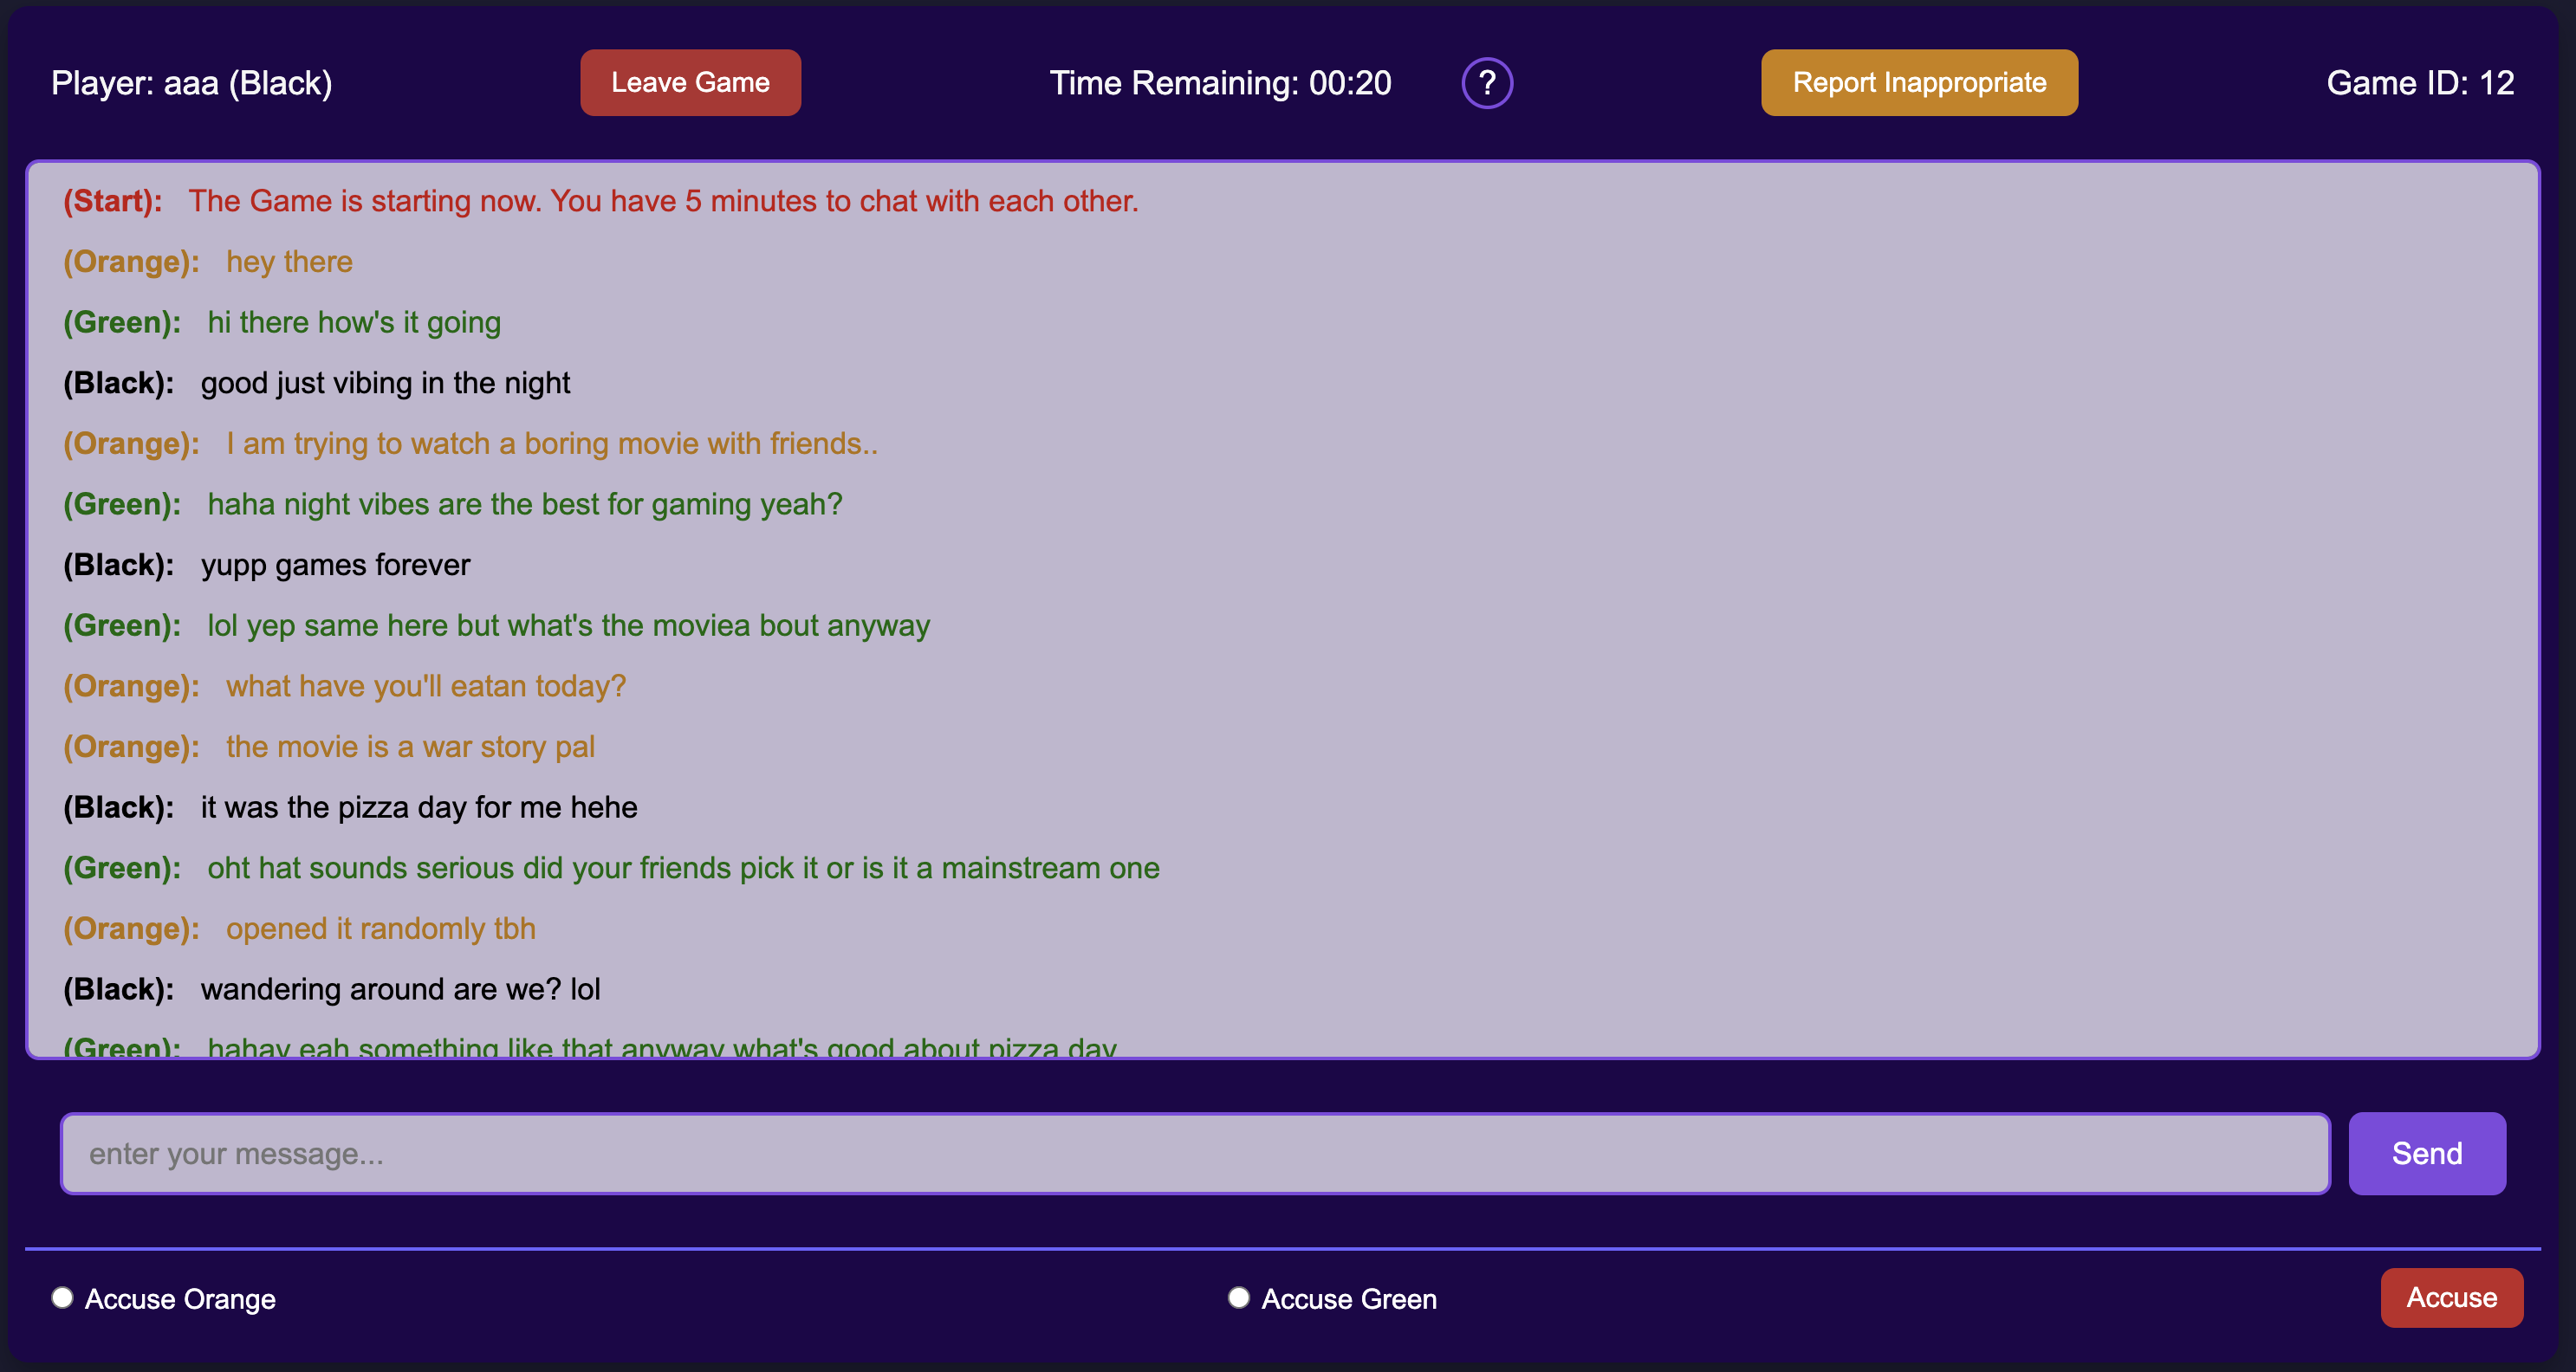 Player: aaa (Black)
Leave Game
Time Remaining: 00:20
?
Report Inappropriate
Game ID: 12
(Start): The Game is starting now. You have 5 minutes to chat with each other.
(Orange): hey there
(Green): hi there how's it going
(Black): good just vibing in the night
(Orange): I am trying to watch a boring movie with friends..
(Green): haha night vibes are the best for gaming yeah?
(Black): yupp games forever
(Green): lol yep same here but what's the moviea bout anyway
(Orange): what have you'll eatan today?
(Orange): the movie is a war story pal
(Black): it was the pizza day for me hehe
(Green): oht hat sounds serious did your friends pick it or is it a mainstream one
(Orange): opened it randomly tbh
(Black): wandering around are we? lol
(Green): hahay eah something like that anyway what's good about pizza day
enter your message...
Send
Accuse Orange
Accuse Green
Accuse